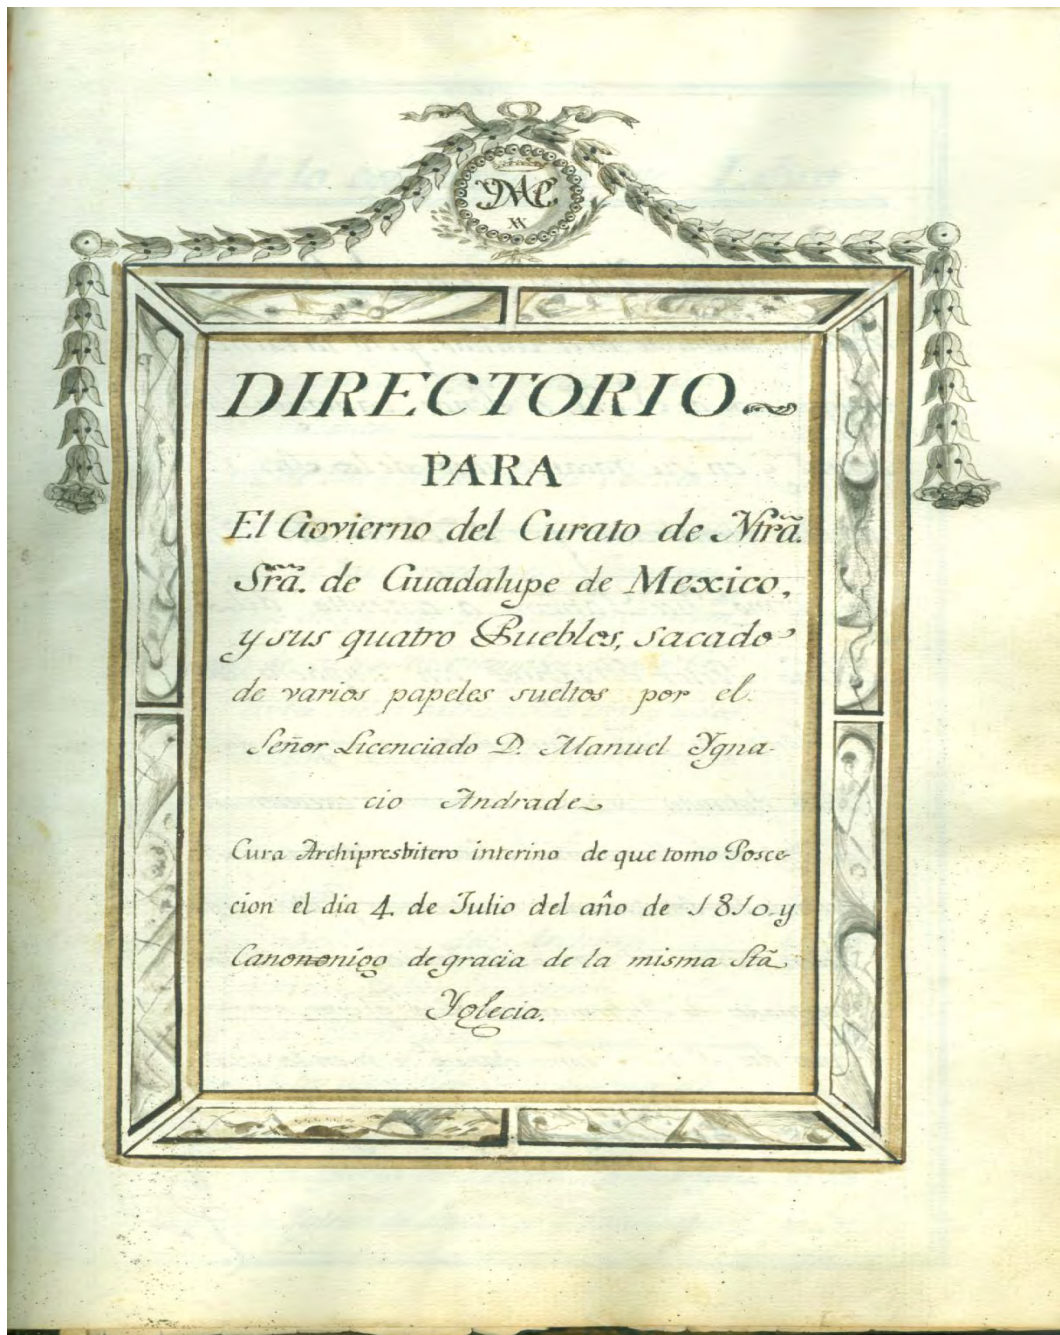 DIRECTORIO
PARA
El Govierno del Curato de Ntrã.
Srã. de Guadalupe de Mexico,
y sus quatro Pueblos, sacado
de varios papeles sueltos por el
Señor Licenciado D. Manuel Ygna-
cio Andrade
Cura Archipresbitero interino de que tomo Posce-
cion el dia 4 de Julio del año de 1810. y
Canononigo de gracia de la misma Stã
Yglecia.